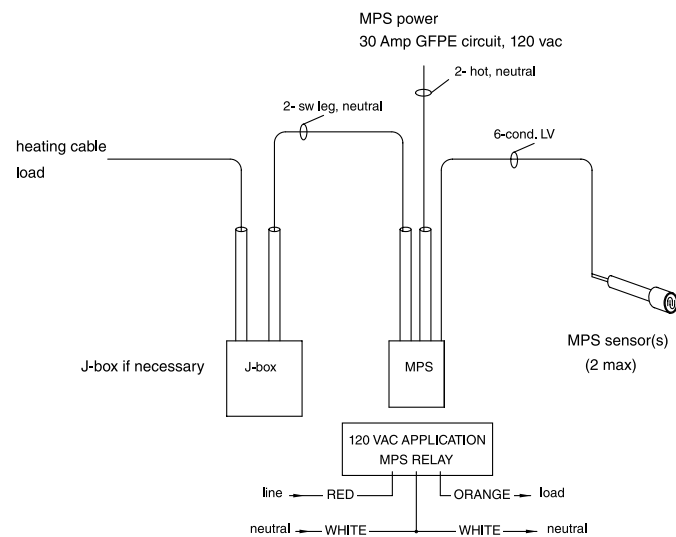 MPS power
30 Amp GFPE circuit, 120 vac
2- hot, neutral
2- sw leg, neutral
6-cond. LV
heating cable
load
J-box if necessary
J-box
MPS
MPS sensor(s)
(2 max)
120 VAC APPLICATION
MPS RELAY
line RED ORANGE load
neutral WHITE WHITE neutral